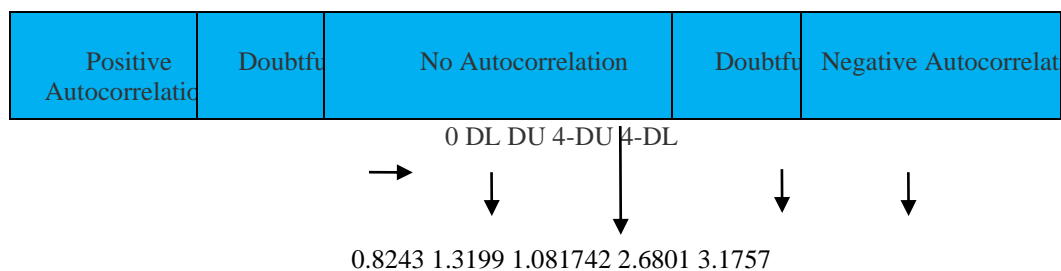 Positive Autocorrelatio
Doubtfu
No Autocorrelation
Doubtfu
Negative Autocorrelat
0 DL DU 4-DU 4-DL
0.8243 1.3199 1.081742 2.6801 3.1757